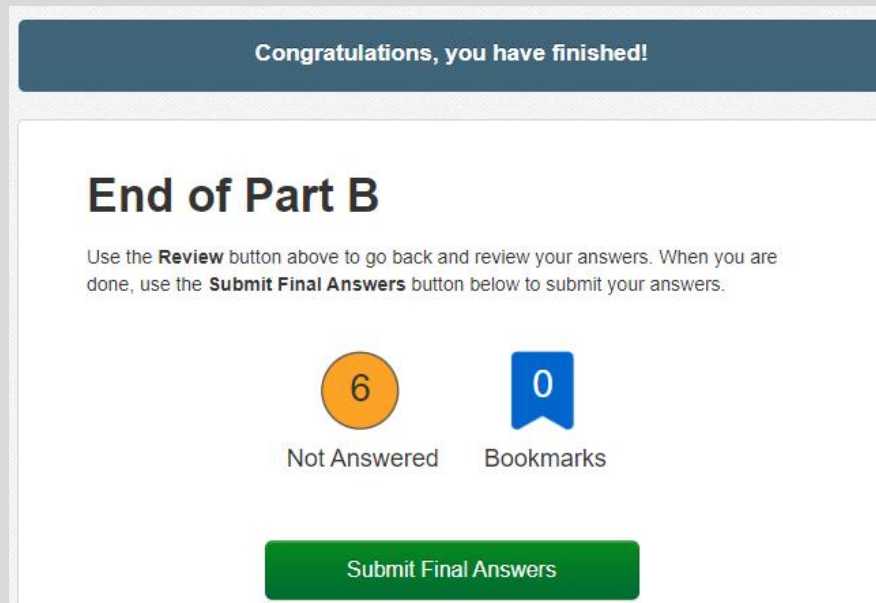 Congratulations, you have finished!
End of Part B
Use the Review button above to go back and review your answers. When you are
done, use the Submit Final Answers button below to submit your answers.
6 0
Not Answered Bookmarks
Submit Final Answers